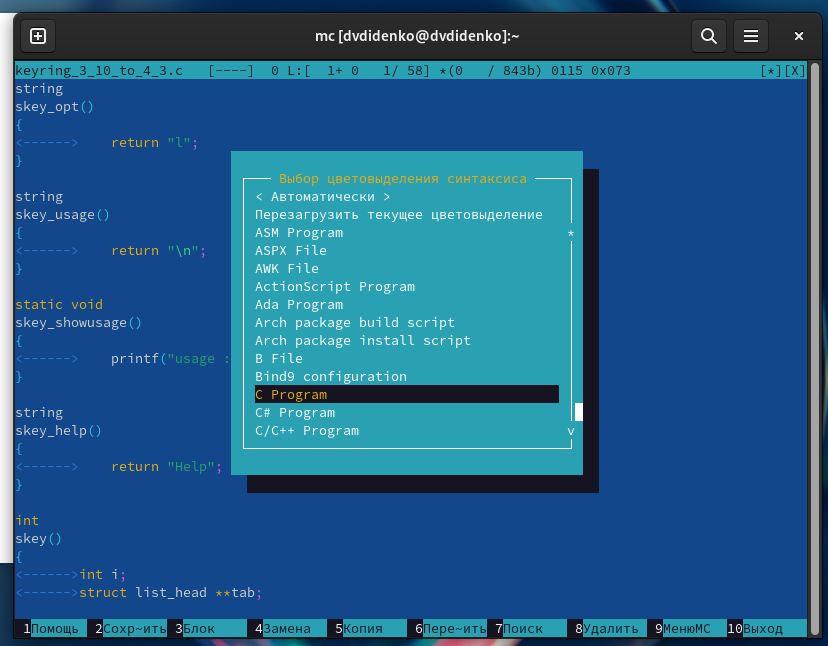 mc [dvdidenko@dvdidenko]:~
keyring_3_10_to_4_3.c [----] 0 L:[ 1+ 0 1/ 58] *(0 / 843b) 0115 0x073 [*][X]
string
skey_opt()
{
<------> return "l";
}
string
skey_usage()
{
<------> return "\n";
}
static void
skey_showusage()
{
<------> printf("usage :
}
string
skey_help()
{
<------> return "Help";
}
int
skey()
{
<------>int i;
<------>struct list_head **tab;
Выбор цветовыделения синтаксиса
< Автоматически >
Перезагрузить текущее цветовыделение
ASM Program *
ASPX File
AWK File
ActionScript Program
Ada Program
Arch package build script
Arch package install script
B File
Bind9 configuration
C Program
C# Program
C/C++ Program v
1Помощь 2Сохр~ить 3Блок 4Замена 5Копия 6Пере~ить 7Поиск 8Удалить 9МенюMC 10Выход